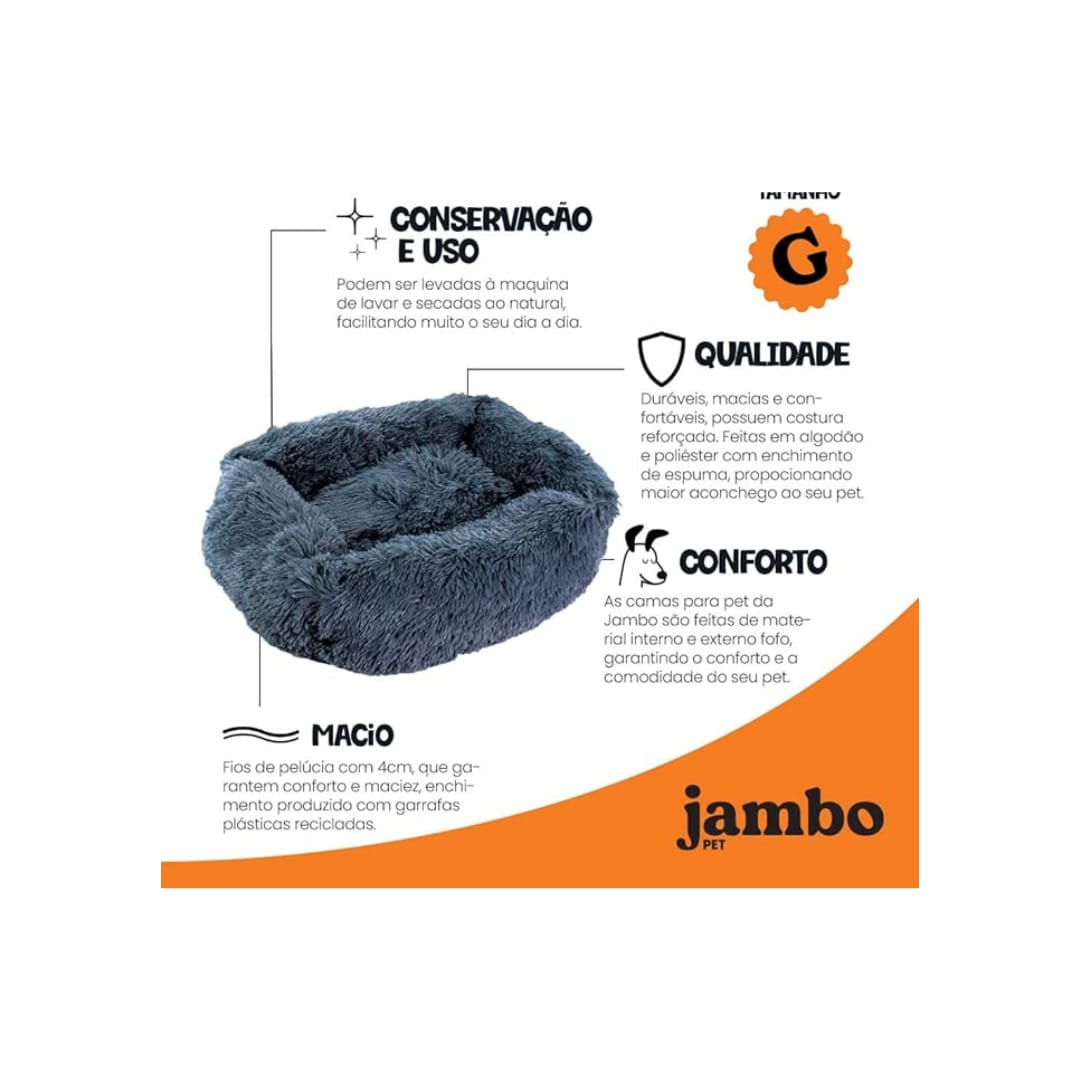 CONSERVAÇÃO
E USO
Podem ser levadas à maquina
de lavar e secadas ao natural,
facilitando muito o seu dia a dia.
TAMANHO
G
QUALIDADE
Duráveis, macias e con-
fortáveis, possuem costura
reforçada. Feitas em algodão
e poliéster com enchimento
de espuma, propocionando
maior aconchego ao seu pet.
CONFORTO
As camas para pet da
Jambo são feitas de mate-
rial interno e externo fofo,
garantindo o conforto e a
comodidade do seu pet.
MACiO
Fios de pelúcia com 4cm, que ga-
rantem conforto e maciez, enchi-
mento produzido com garrafas
plásticas recicladas.
jambo
PET